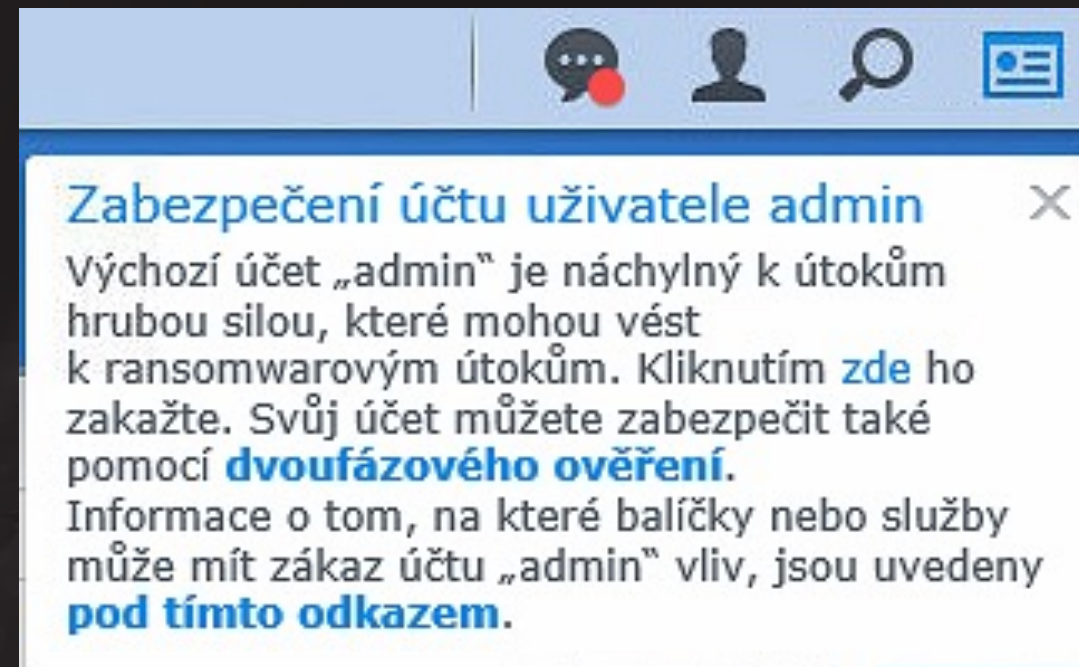 Zabezpečení účtu uživatele admin
Výchozí účet „admin‟ je náchylný k útokům
hrubou silou, které mohou vést
k ransomwarovým útokům. Kliknutím zde ho
zakažte. Svůj účet můžete zabezpečit také
pomocí dvoufázového ověření.
Informace o tom, na které balíčky nebo služby
může mít zákaz účtu „admin‟ vliv, jsou uvedeny
pod tímto odkazem.